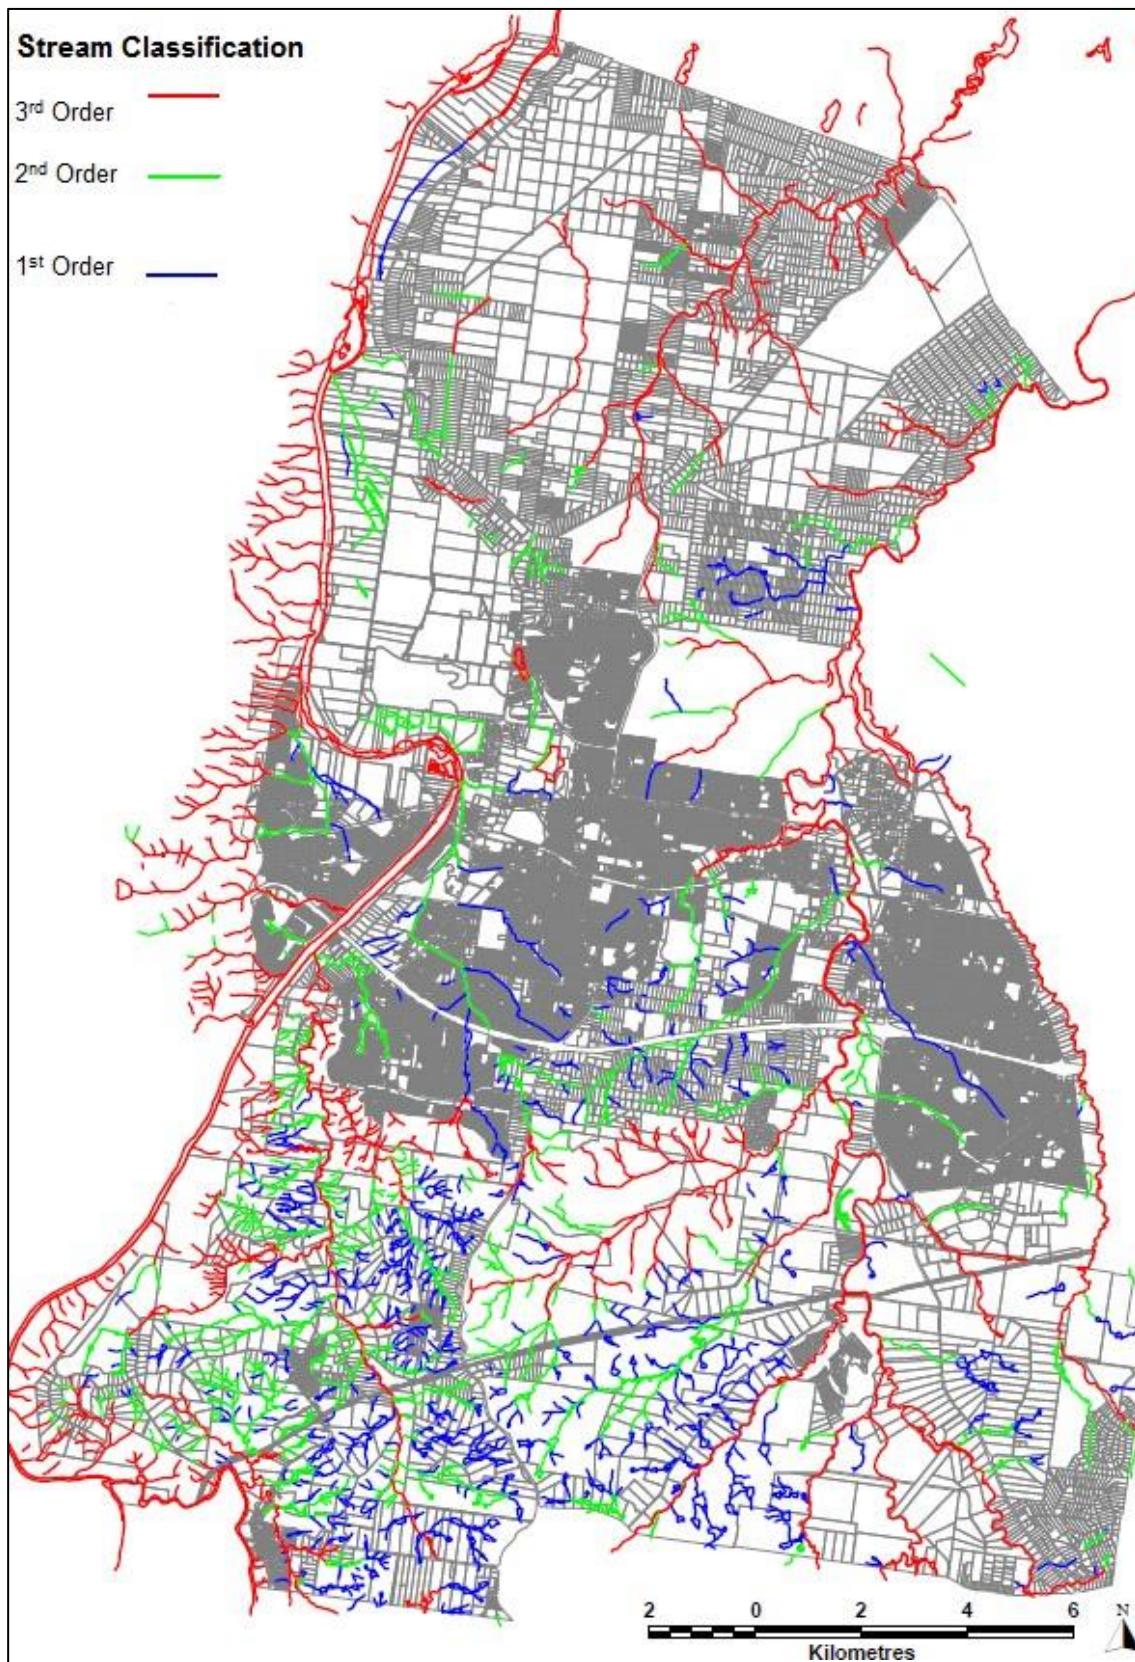 Stream Classification
3rd Order
2nd Order
1st Order
2 0 2 4 6
Kilometres
N